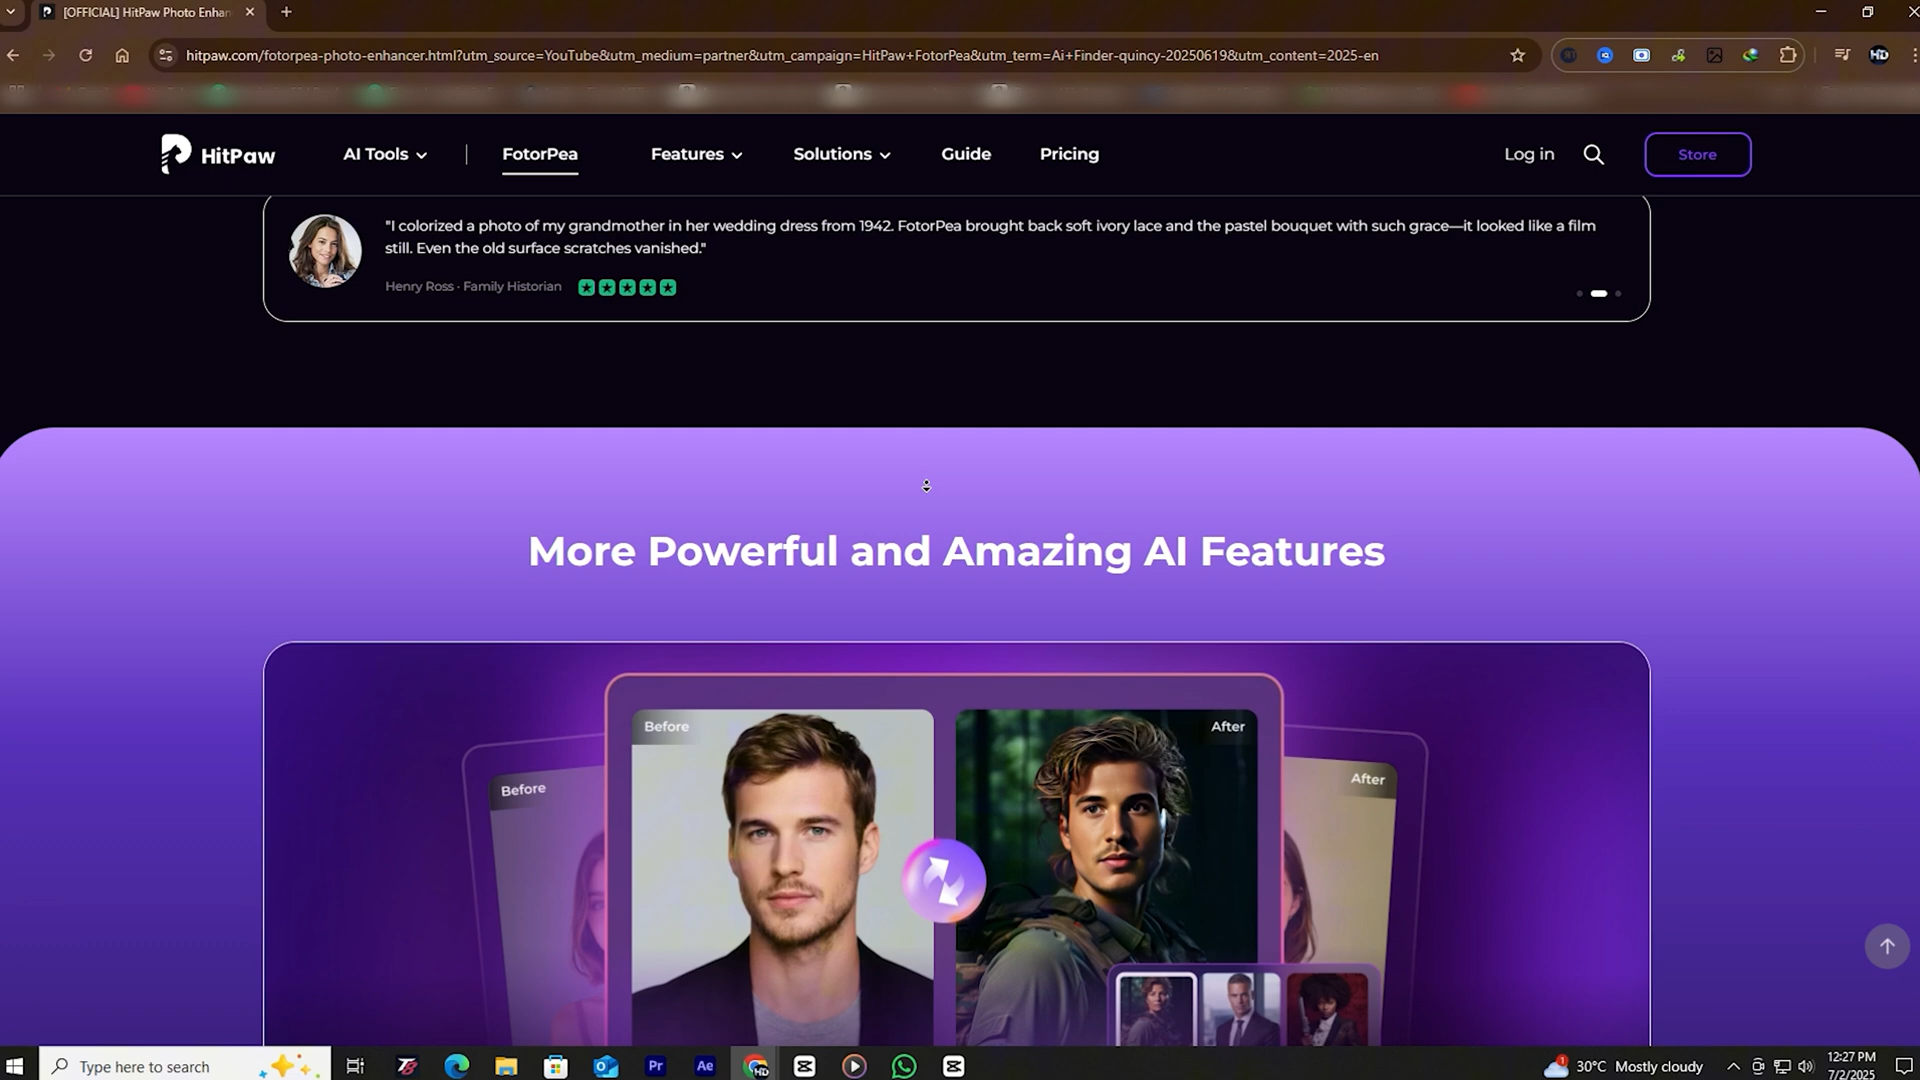 [OFFICIAL] HitPaw Photo Enhan
hitpaw.com/fotorpea-photo-enhancer.html?utm_source=YouTube&utm_medium=partner&utm_campaign=HitPaw+FotorPea&utm_term=Ai+Finder-quincy-20250619&utm_content=2025-en
HD
HitPaw
AI Tools
FotorPea
Features
Solutions
Guide
Pricing
Log in
Store
"I colorized a photo of my grandmother in her wedding dress from 1942. FotorPea brought back soft ivory lace and the pastel bouquet with such grace—it looked like a film
still. Even the old surface scratches vanished."
Henry Ross · Family Historian
More Powerful and Amazing AI Features
Before
After
Before
After
Type here to search
Pr
Ae
HD
1
30°C Mostly cloudy
12:27 PM
7/2/2025